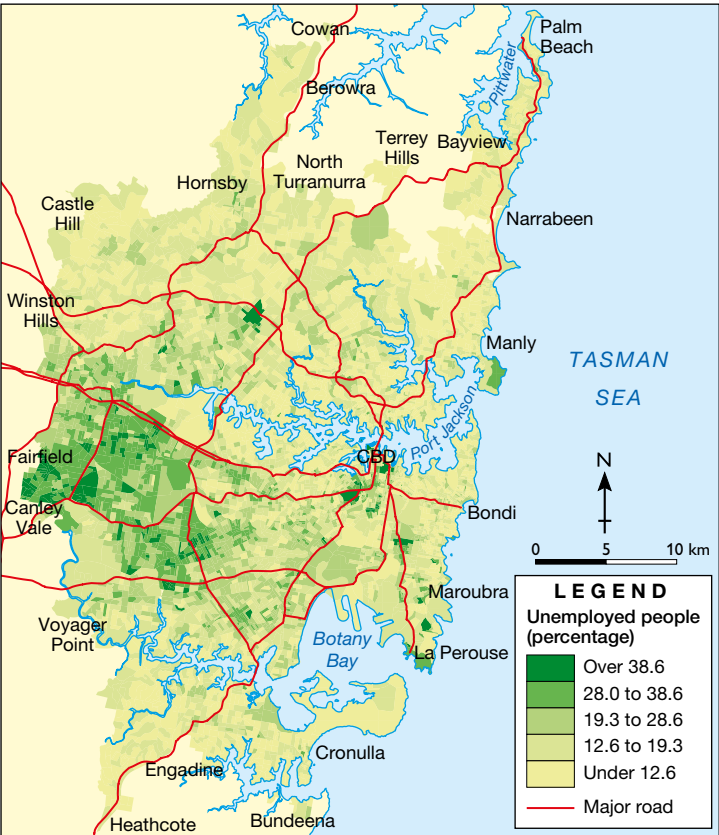 Cowan
Palm
Beach
Pittwater
Berowra
Terrey
Hills
Bayview
North
Turramurra
Hornsby
Castle
Hill
Narrabeen
Winston
Hills
Manly
TASMAN
SEA
Port Jackson
Fairfield
CBD
N
Canley
Vale
Bondi
0 5 10 km
LEGEND
Unemployed people
(percentage)
Over 38.6
28.0 to 38.6
19.3 to 28.6
12.6 to 19.3
Under 12.6
Major road
Maroubra
Voyager
Point
Botany
Bay
La Perouse
Cronulla
Engadine
Heathcote
Bundeena